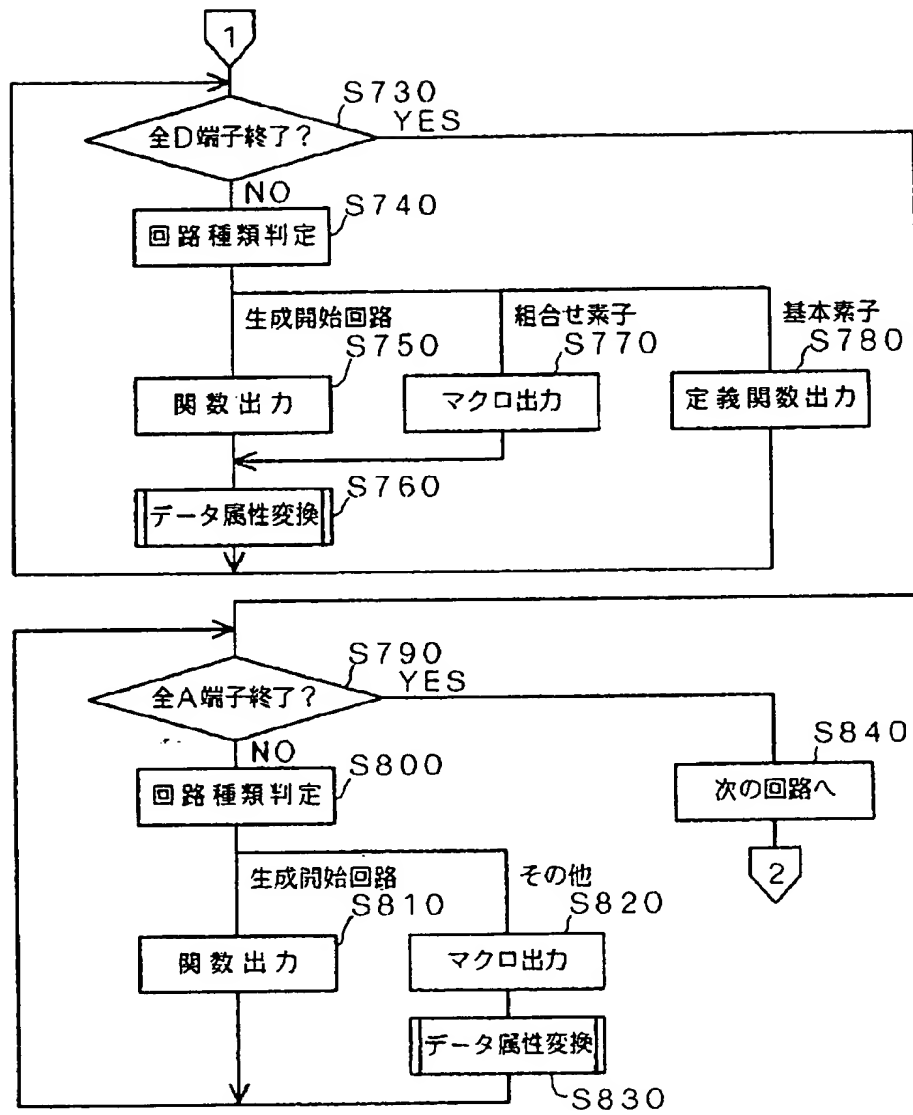 1
S730
全D端子終了?
YES
NO
S740
回路種類判定
生成開始回路
組合せ素子
基本素子
S750
S770
S780
関数出力
マクロ出力
定義関数出力
S760
データ属性変換
S790
全A端子終了?
YES
NO
S800
S840
回路種類判定
次の回路へ
生成開始回路
その他
2
S810
S820
関数出力
マクロ出力
データ属性変換
S830